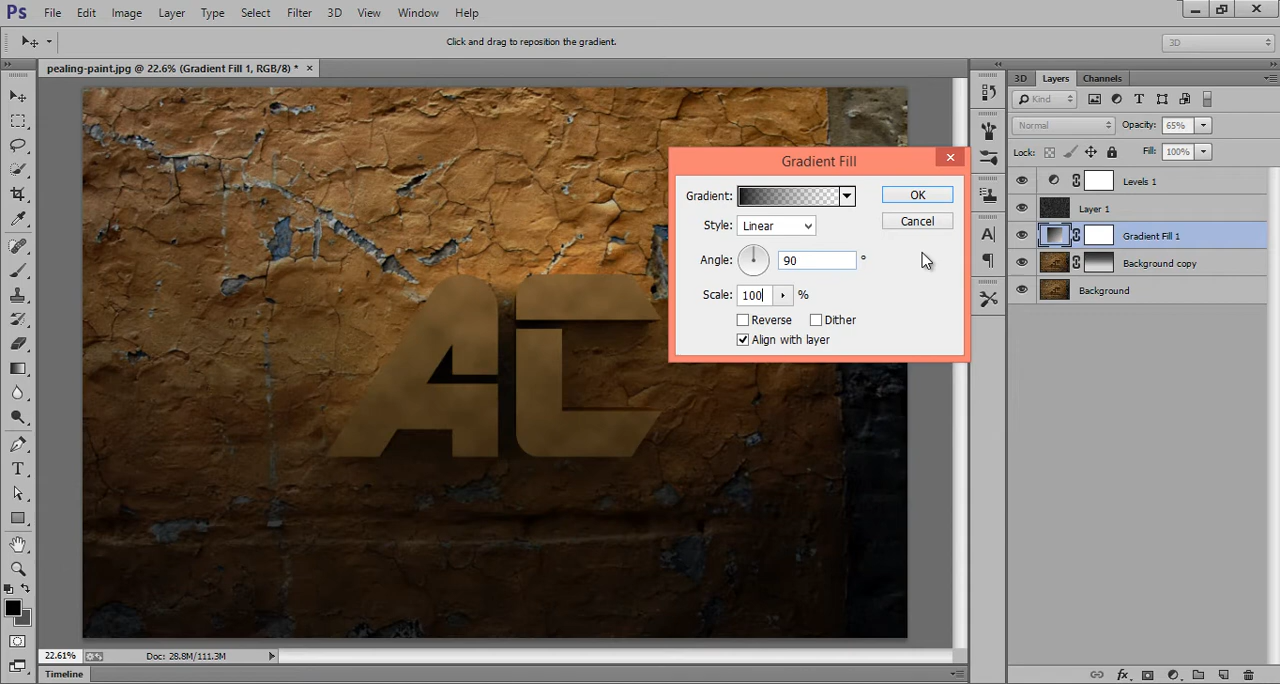 Ps File Edit Image Layer Type Select Filter 3D View Window Help
Click and drag to reposition the gradient.
3D
pealing-paint.jpg @ 22.6% (Gradient Fill 1, RGB/8) * ×
3D Layers Channels
Kind
Normal Opacity: 65%
Lock: Fill: 100%
Levels 1
Layer 1
Gradient Fill 1
Background copy
Background
Gradient Fill
Gradient: OK
Style: Linear Cancel
Angle: 90 °
Scale: 100 %
Reverse Dither
Align with layer
AC
22.61% Doc: 28.8M/111.3M
Timeline